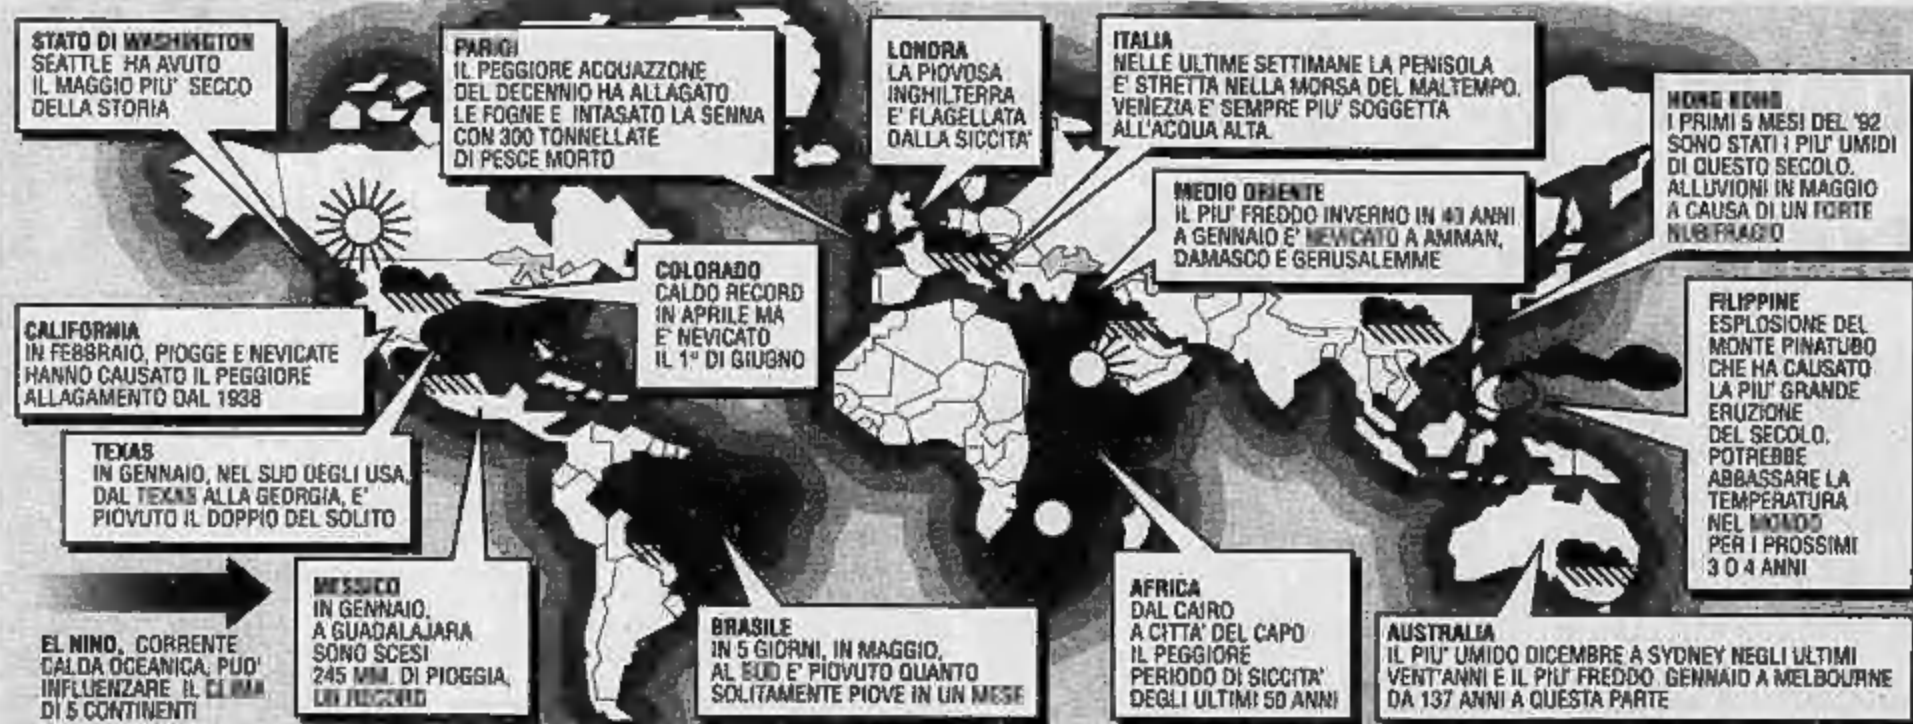 STATO DI WASHINGTON
SEATTLE HA AVUTO
IL MAGGIO PIU' SECCO
DELLA STORIA
PARIGI
IL PEGGIORE ACQUAZZONE
DEL DECENNIO HA ALLAGATO
LE FOGNE E INTASATO LA SENNA
CON 300 TONNELLATE
DI PESCE MORTO
LONDRA
LA PIOVOSA
INGHILTERRA
E' FLAGELLATA
DALLA SICCITA'
ITALIA
NELLE ULTIME SETTIMANE LA PENISOLA
E' STRETTA NELLA MORSA DEL MALTEMPO.
VENEZIA E' SEMPRE PIU' SOGGETTA
ALL'ACQUA ALTA.
HONG KONG
I PRIMI 5 MESI DEL '92
SONO STATI I PIU' UMIDI
DI QUESTO SECOLO.
ALLUVIONI IN MAGGIO
A CAUSA DI UN FORTE
NUBIFRAGIO
MEDIO ORIENTE
IL PIU' FREDDO INVERNO IN 40 ANNI
A GENNAIO E' NEVICATO A AMMAN,
DAMASCO E GERUSALEMME
COLORADO
CALDO RECORD
IN APRILE MA
E' NEVICATO
IL 1° DI GIUGNO
CALIFORNIA
IN FEBBRAIO, PIOGGE E NEVICATE
HANNO CAUSATO IL PEGGIORE
ALLAGAMENTO DAL 1938
FILIPPINE
ESPLOSIONE DEL
MONTE PINATUBO
CHE HA CAUSATO
LA PIU' GRANDE
ERUZIONE
DEL SECOLO.
POTREBBE
ABBASSARE LA
TEMPERATURA
NEL MONDO
PER I PROSSIMI
3 O 4 ANNI
TEXAS
IN GENNAIO, NEL SUD DEGLI USA,
DAL TEXAS ALLA GEORGIA, E'
PIOVUTO IL DOPPIO DEL SOLITO
EL NINO, CORRENTE
CALDA OCEANICA, PUO'
INFLUENZARE IL CLIMA
DI 5 CONTINENTI
MESSICO
IN GENNAIO,
A GUADALAJARA
SONO SCESI
245 MM. DI PIOGGIA,
UN RECORD
BRASILE
IN 5 GIORNI, IN MAGGIO,
AL SUD E' PIOVUTO QUANTO
SOLITAMENTE PIOVE IN UN MESE
AFRICA
DAL CAIRO
A CITTA' DEL CAPO
IL PEGGIORE
PERIODO DI SICCITA'
DEGLI ULTIMI 50 ANNI
AUSTRALIA
IL PIU' UMIDO DICEMBRE A SYDNEY NEGLI ULTIMI
VENT'ANNI E IL PIU' FREDDO GENNAIO A MELBOURNE
DA 137 ANNI A QUESTA PARTE